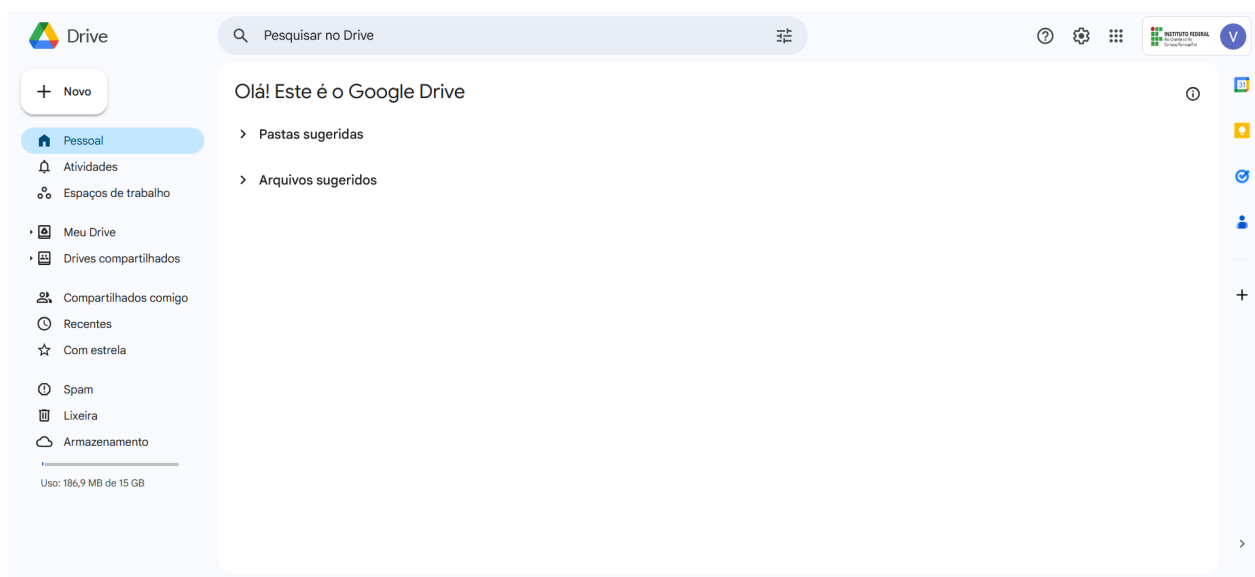 Drive
Pesquisar no Drive
INSTITUTO FEDERAL
V
Novo
Olá! Este é o Google Drive
31
Pessoal
Pastas sugeridas
Atividades
Espaços de trabalho
Arquivos sugeridos
Meu Drive
Drives compartilhados
Compartilhados comigo
Recentes
Com estrela
Spam
Lixeira
Armazenamento
Uso: 186,9 MB de 15 GB